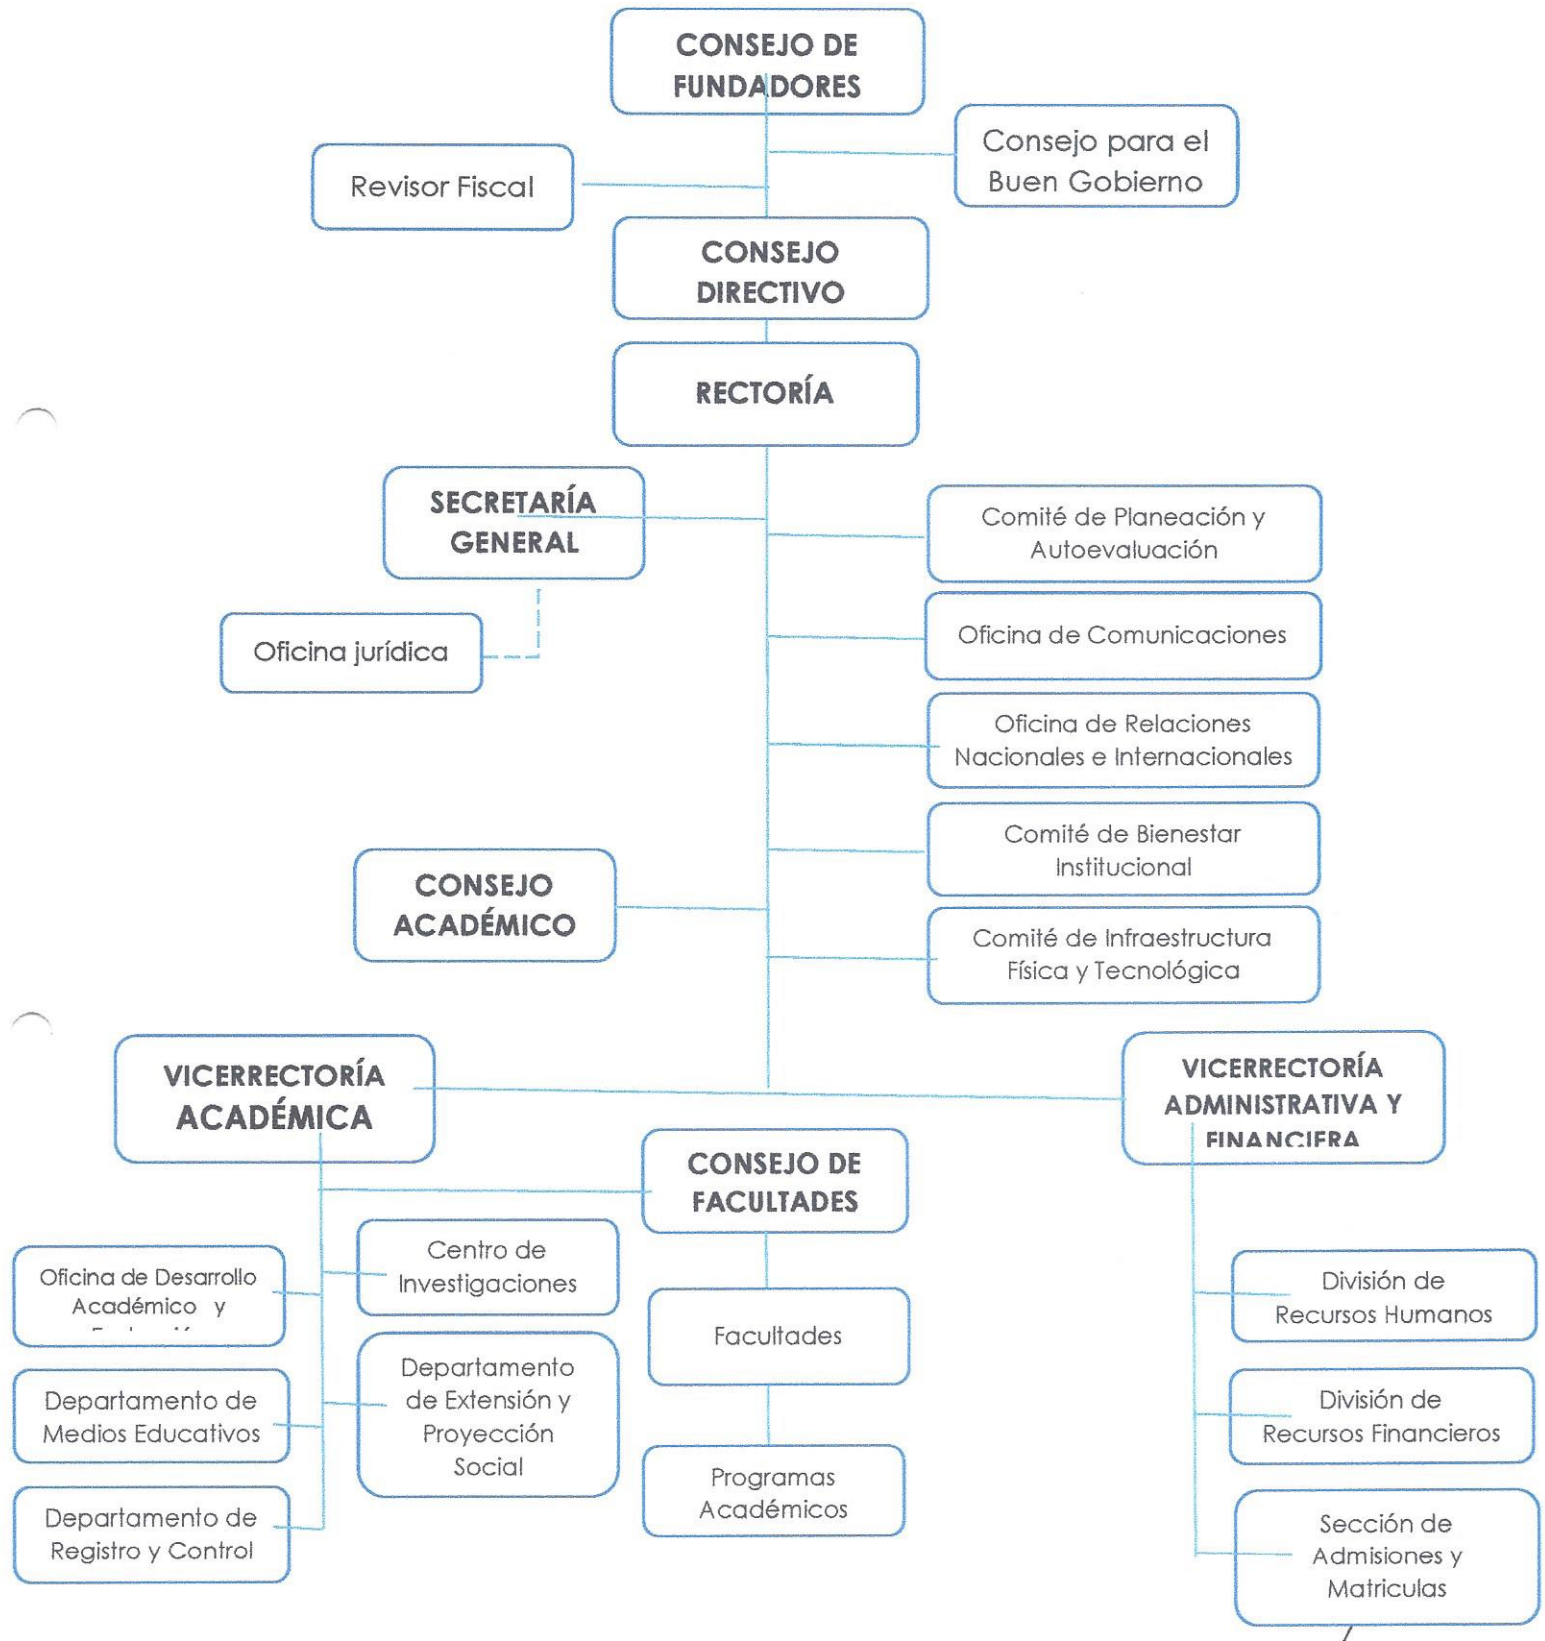 CONSEJO DE
FUNDADORES
Consejo para el
Buen Gobierno
Revisor Fiscal
CONSEJO
DIRECTIVO
RECTORÍA
SECRETARÍA
GENERAL
Comité de Planeación y
Autoevaluación
Oficina jurídica
Oficina de Comunicaciones
Oficina de Relaciones
Nacionales e Internacionales
Comité de Bienestar
Institucional
CONSEJO
ACADÉMICO
Comité de Infraestructura
Física y Tecnológica
VICERRECTORÍA
ACADÉMICA
VICERRECTORÍA
ADMINISTRATIVA Y
FINANCIERA
CONSEJO DE
FACULTADES
Oficina de Desarrollo
Académico y
Centro de
Investigaciones
Facultades
División de
Recursos Humanos
Departamento de
Medios Educativos
Departamento
de Extensión y
Proyección
Social
División de
Recursos Financieros
Departamento de
Registro y Control
Programas
Académicos
Sección de
Admisiones y
Matriculas